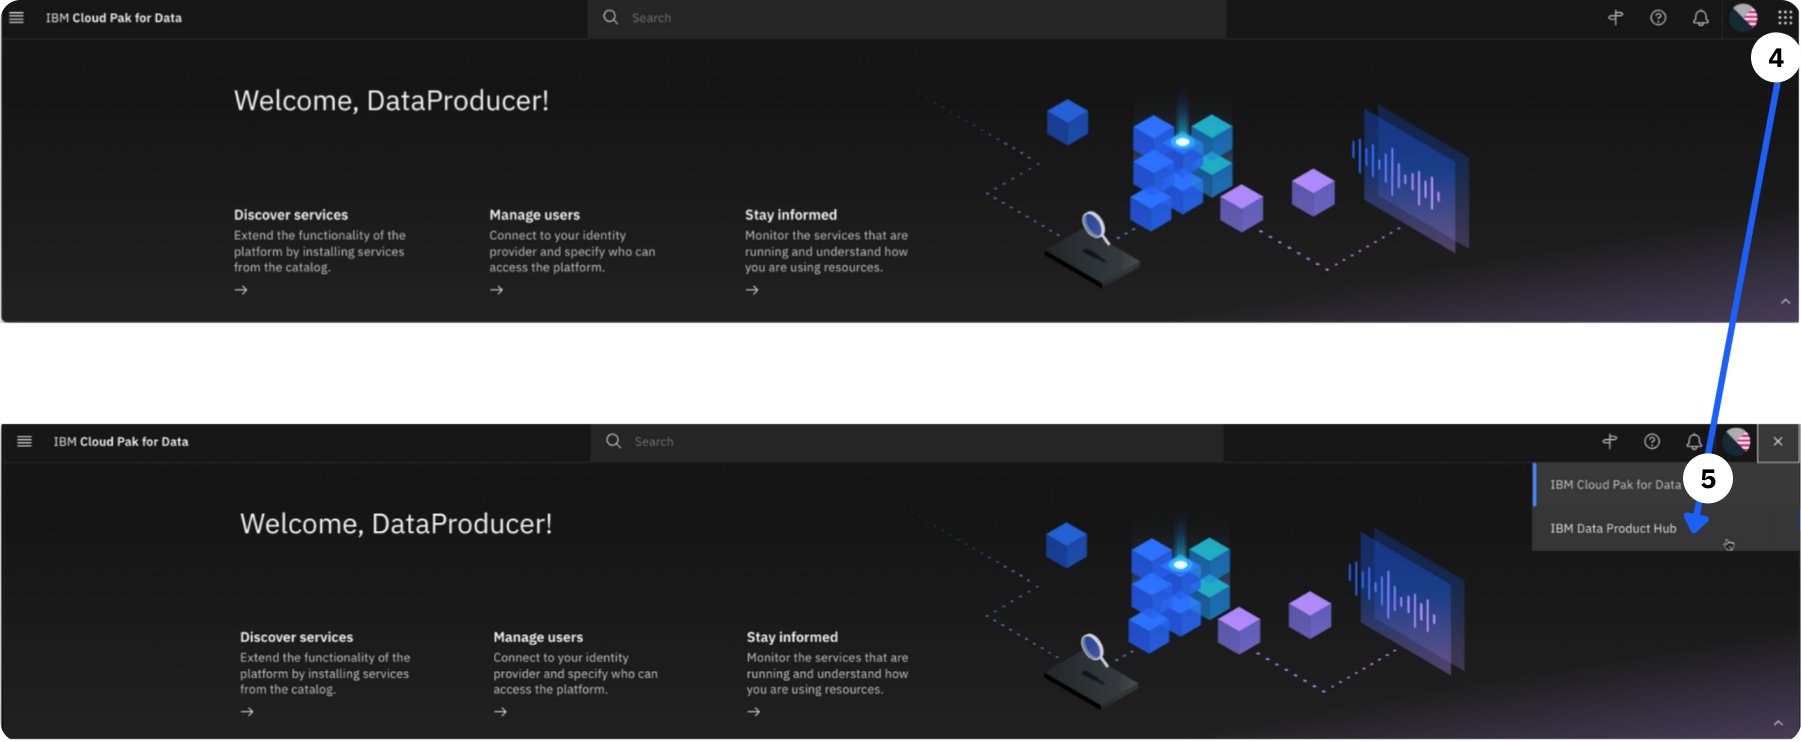 IBM Cloud Pak for Data
Search
4
Welcome, DataProducer!
Discover services
Extend the functionality of the
platform by installing services
from the catalog.
Manage users
Connect to your identity
provider and specify who can
access the platform.
Stay informed
Monitor the services that are
running and understand how
you are using resources.
IBM Cloud Pak for Data
Search
IBM Cloud Pak for Data
5
IBM Data Product Hub
Welcome, DataProducer!
Discover services
Extend the functionality of the
platform by installing services
from the catalog.
Manage users
Connect to your identity
provider and specify who can
access the platform.
Stay informed
Monitor the services that are
running and understand how
you are using resources.